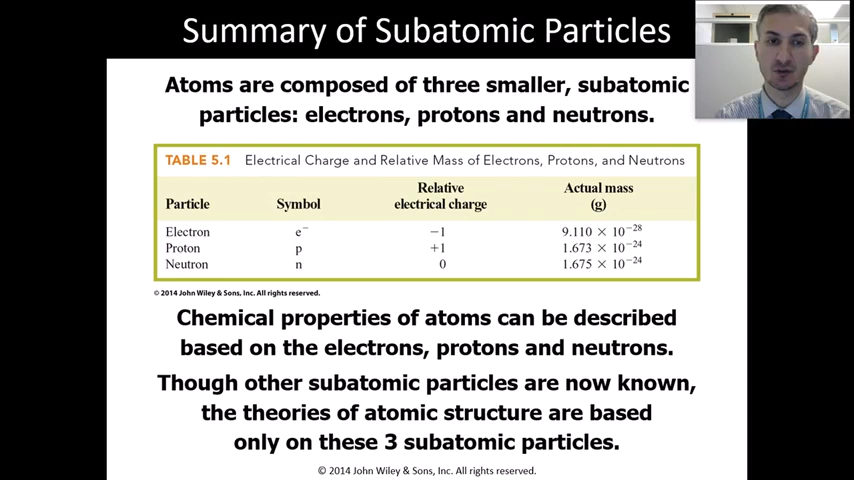 Summary of Subatomic Particles
Atoms are composed of three smaller, subatomic
particles: electrons, protons and neutrons.
TABLE 5.1 Electrical Charge and Relative Mass of Electrons, Protons, and Neutrons
Relative Actual mass
Particle Symbol electrical charge (g)
Electron e⁻ −1 9.110 × 10⁻²⁸
Proton p +1 1.673 × 10⁻²⁴
Neutron n 0 1.675 × 10⁻²⁴
© 2014 John Wiley & Sons, Inc. All rights reserved.
Chemical properties of atoms can be described
based on the electrons, protons and neutrons.
Though other subatomic particles are now known,
the theories of atomic structure are based
only on these 3 subatomic particles.
© 2014 John Wiley & Sons, Inc. All rights reserved.